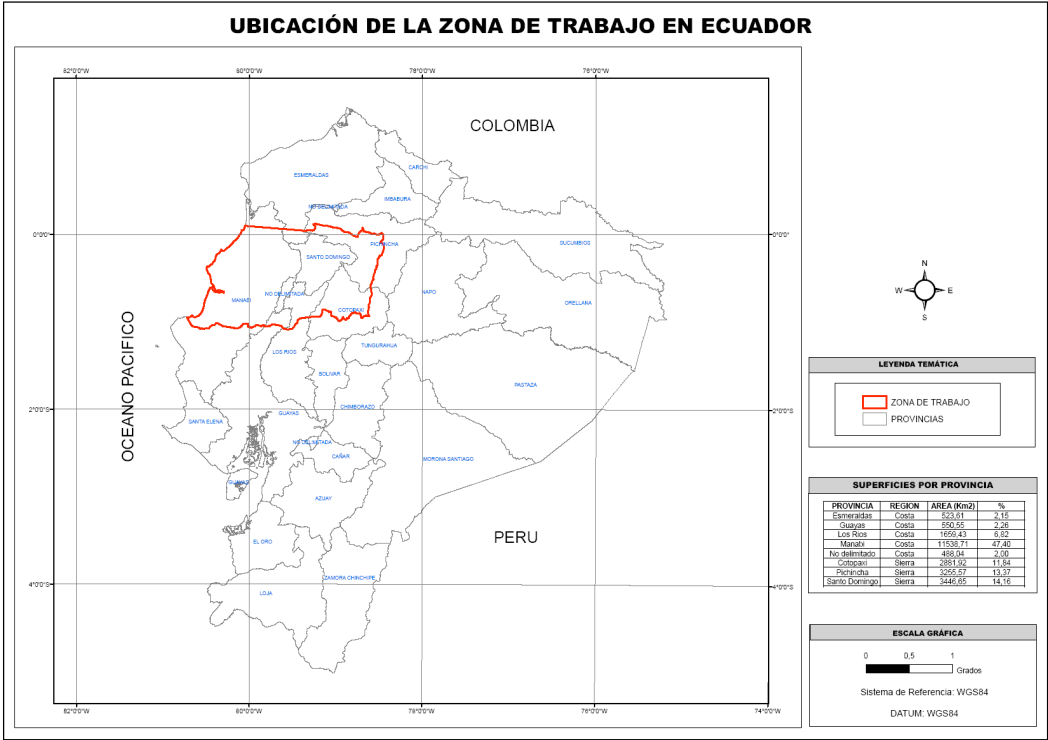 UBICACIÓN DE LA ZONA DE TRABAJO EN ECUADOR
82°0'0"W 80°0'0"W 78°0'0"W 76°0'0"W
COLOMBIA
CARCHI
ESMERALDAS
IMBABURA
NO DELIMITADA
0°0'0" 0°0'0"
PICHINCHA
SUCUMBIOS
SANTO DOMINGO
NAPO
NO DELIMITADA
MANABI
ORELLANA
COTOPAXI
OCEANO PACIFICO
TUNGURAHUA
LOS RIOS
BOLIVAR
PASTAZA
CHIMBORAZO
2°0'0"S 2°0'0"S
GUAYAS
SANTA ELENA
NO DELIMITADA
CAÑAR
MORONA SANTIAGO
GUAYAS
AZUAY
PERU
EL ORO
ZAMORA CHINCHIPE
4°0'0"S 4°0'0"S
LOJA
82°0'0"W 80°0'0"W 78°0'0"W 76°0'0"W 74°0'0"W
N
W E
S
LEYENDA TEMÁTICA
ZONA DE TRABAJO
PROVINCIAS
SUPERFICIES POR PROVINCIA
PROVINCIA REGION AREA (Km2) %
Esmeraldas Costa 523,61 2,15
Guayas Costa 550,55 2,26
Los Rios Costa 1659,43 6,82
Manabi Costa 11538,71 47,40
No delimitado Costa 488,04 2,00
Cotopaxi Sierra 2881,92 11,84
Pichincha Sierra 3255,57 13,37
Santo Domingo Sierra 3446,65 14,16
ESCALA GRÁFICA
0 0,5 1
Grados
Sistema de Referencia: WGS84
DATUM: WGS84